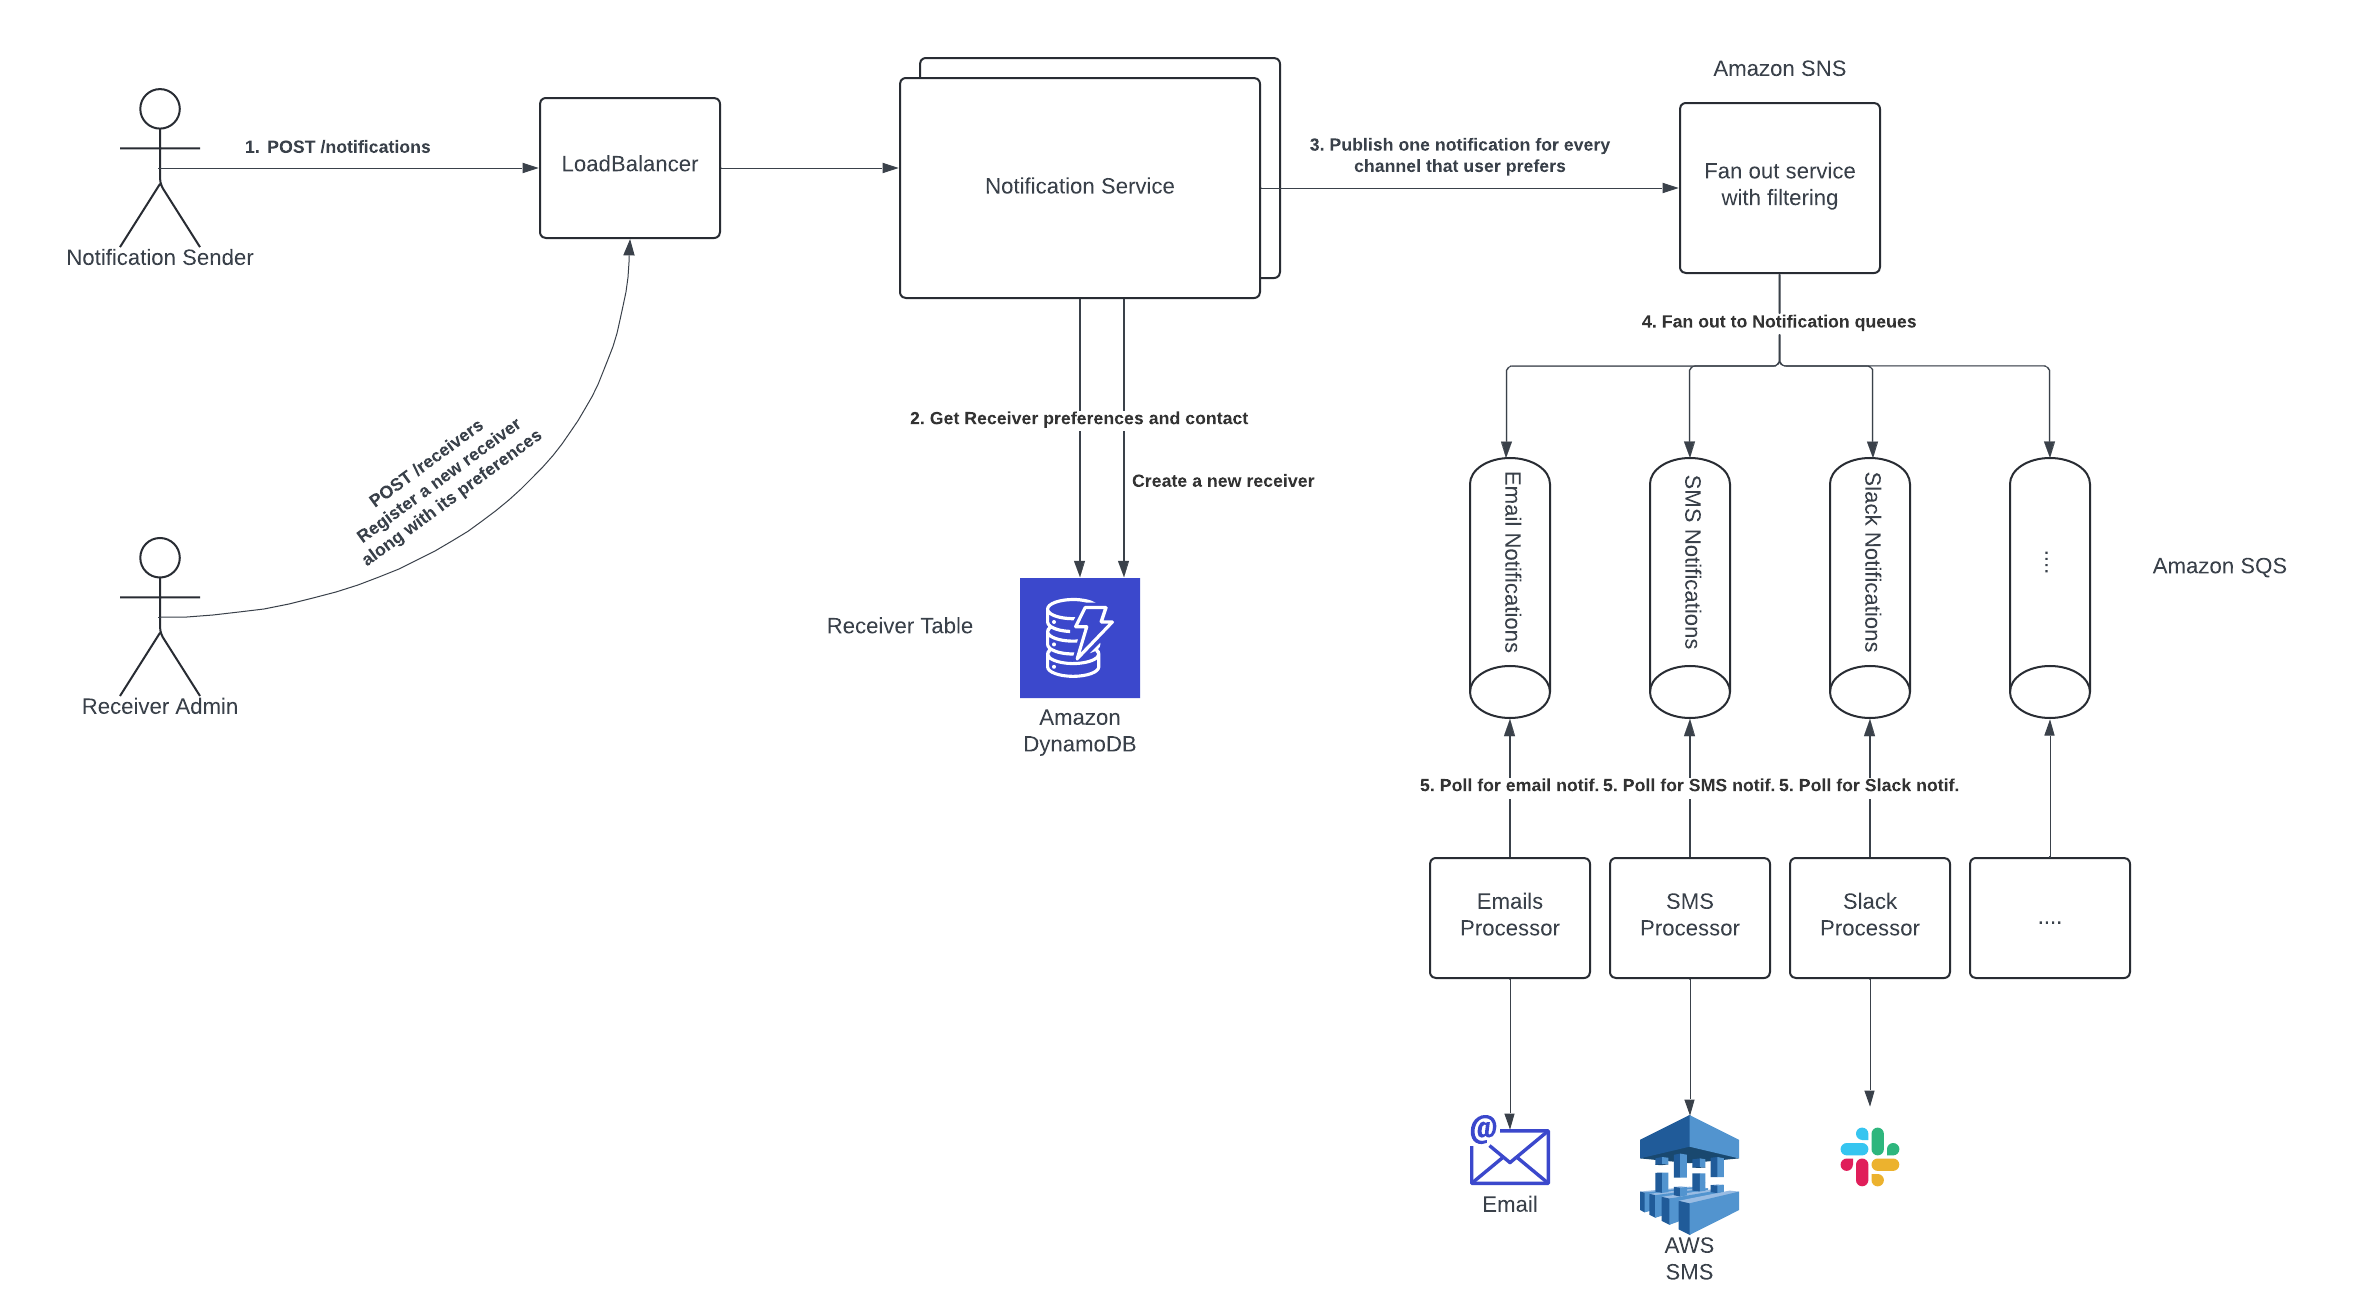 Amazon SNS
1. POST /notifications
LoadBalancer
Notification Service
3. Publish one notification for every
channel that user prefers
Fan out service
with filtering
Notification Sender
4. Fan out to Notification queues
2. Get Receiver preferences and contact
Create a new receiver
POST /receivers
Register a new receiver
along with its preferences
Email Notifications
SMS Notifications
Slack Notifications
...
Amazon SQS
Receiver Table
Receiver Admin
Amazon
DynamoDB
5. Poll for email notif.
5. Poll for SMS notif.
5. Poll for Slack notif.
Emails
Processor
SMS
Processor
Slack
Processor
....
@
Email
AWS
SMS